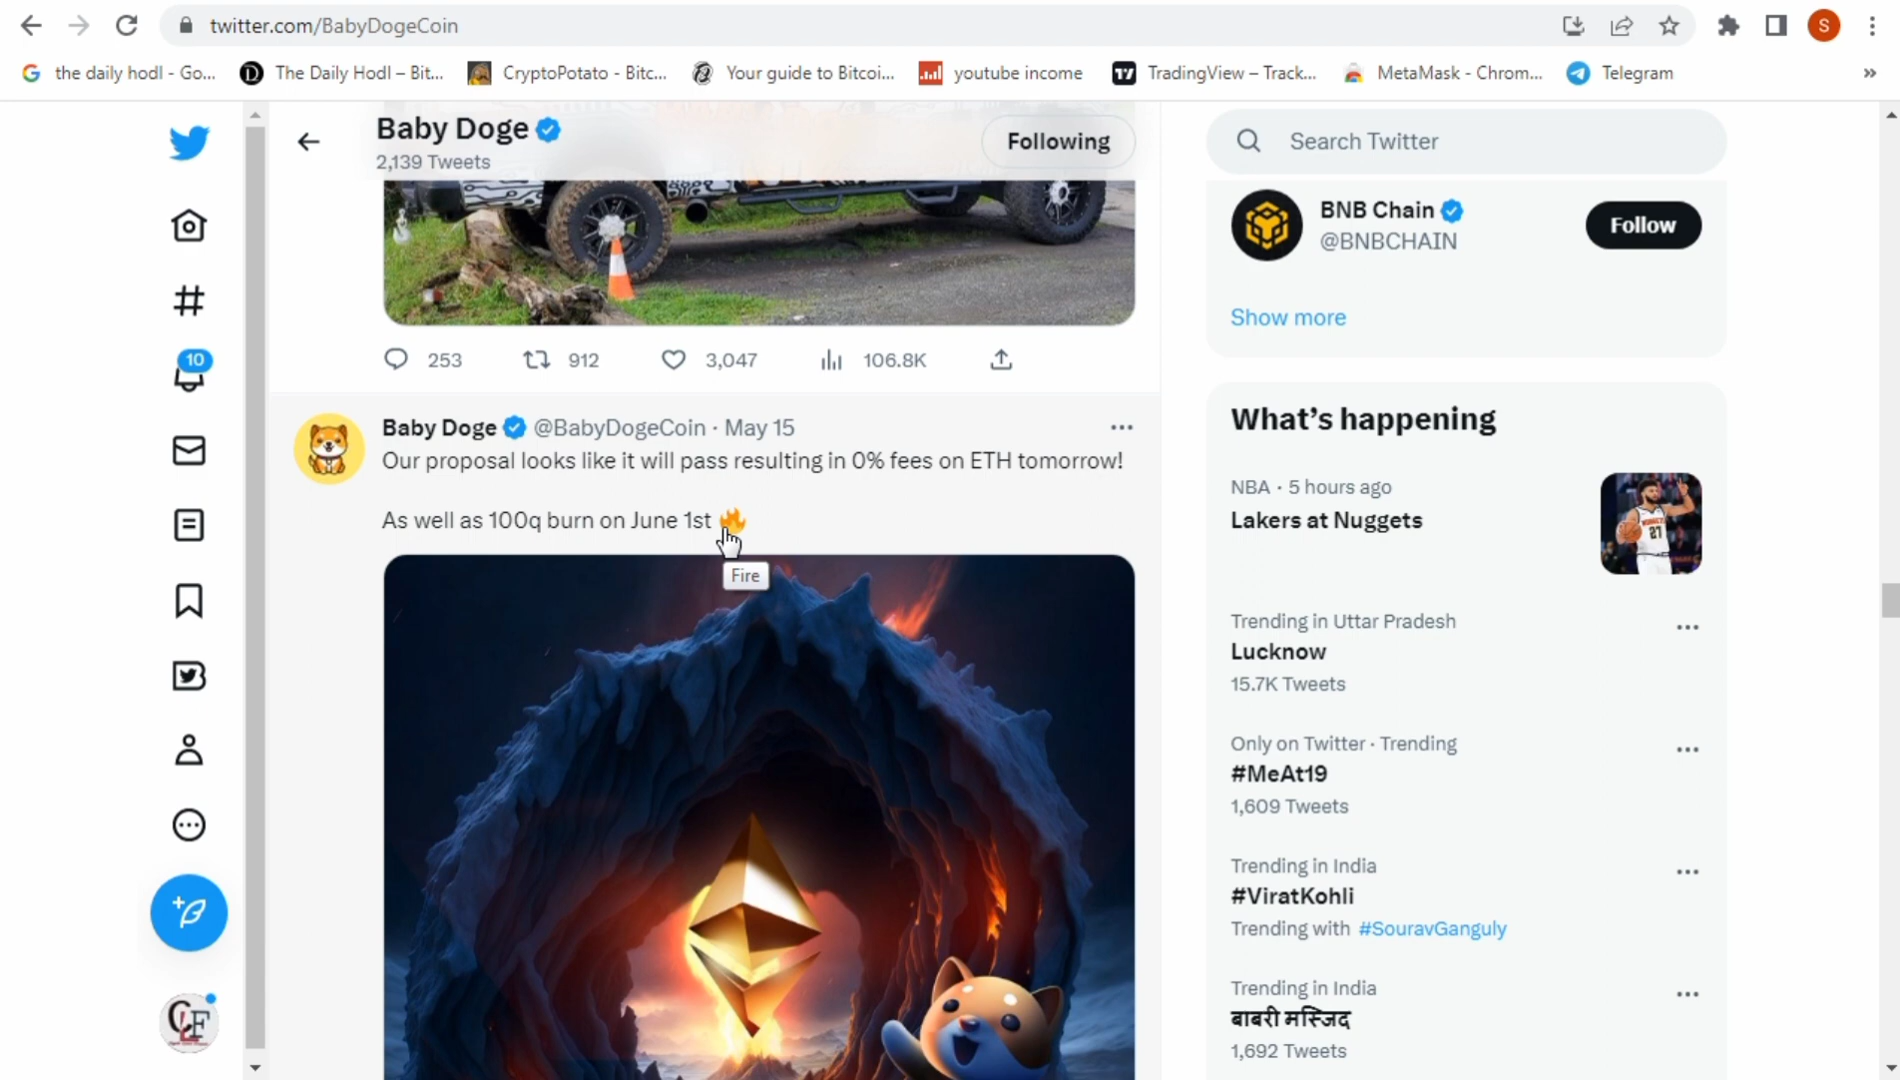 twitter.com/BabyDogeCoin
S
the daily hodl - Go...
The Daily Hodl – Bit...
CryptoPotato - Bitc...
Your guide to Bitcoi...
youtube income
TradingView – Track...
MetaMask - Chrom...
Telegram
»
Baby Doge
2,139 Tweets
Following
253
912
3,047
106.8K
Baby Doge @BabyDogeCoin · May 15
Our proposal looks like it will pass resulting in 0% fees on ETH tomorrow!
As well as 100q burn on June 1st 🔥
Fire
10
Search Twitter
BNB Chain
@BNBCHAIN
Follow
Show more
What's happening
NBA · 5 hours ago
Lakers at Nuggets
27
Trending in Uttar Pradesh
Lucknow
15.7K Tweets
Only on Twitter · Trending
#MeAt19
1,609 Tweets
Trending in India
#ViratKohli
Trending with #SouravGanguly
Trending in India
बाबरी मस्जिद
1,692 Tweets